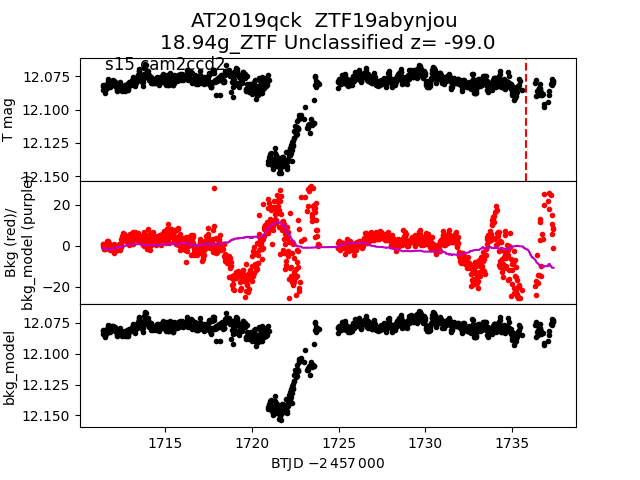 AT2019qck  ZTF19abynjou
18.94g_ZTF Unclassified z= -99.0
s15 cam2ccd2
T mag
12.075
12.100
12.125
12.150
Bkg (red)/
bkg_model (purple)
20
0
−20
bkg_model
12.075
12.100
12.125
12.150
1715
1720
1725
1730
1735
BTJD −2 457 000